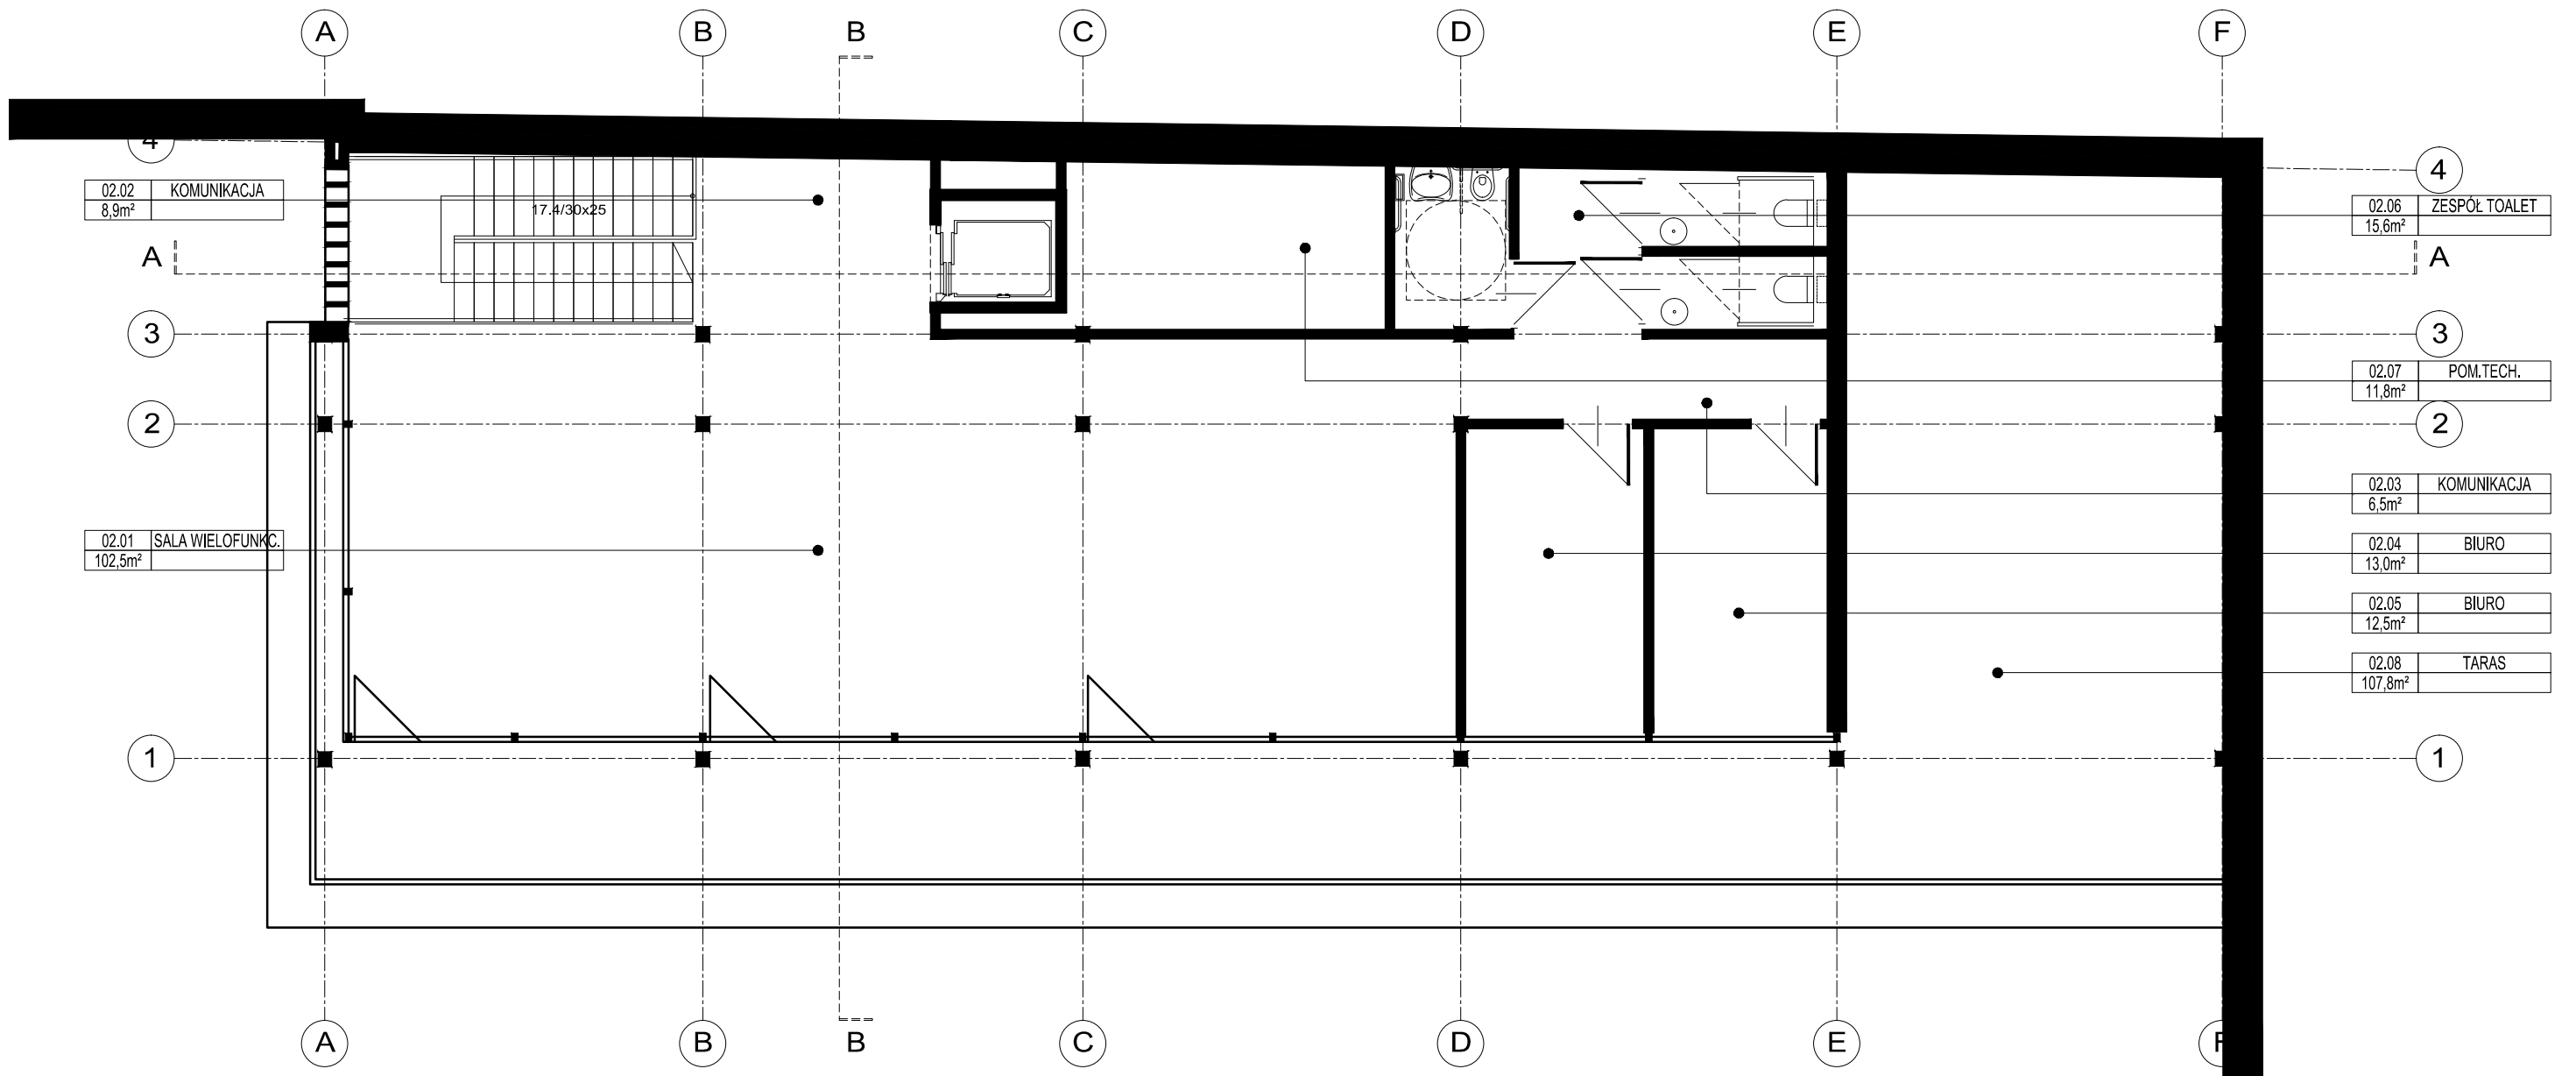 A B B C D E F
4 4
02.02 KOMUNIKACJA
8,9m²
17.4/30x25
02.06 ZESPÓŁ TOALET
15,6m²
A A
3 3
02.07 POM.TECH.
11,8m²
2 2
02.03 KOMUNIKACJA
6,5m²
02.01 SALA WIELOFUNKC.
102,5m²
02.04 BIURO
13,0m²
02.05 BIURO
12,5m²
02.08 TARAS
107,8m²
1 1
A B B C D E F